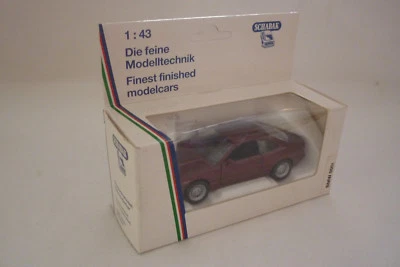 1:43
Die feine
Modelltechnik
Finest finished
modelcars
SCHABAK